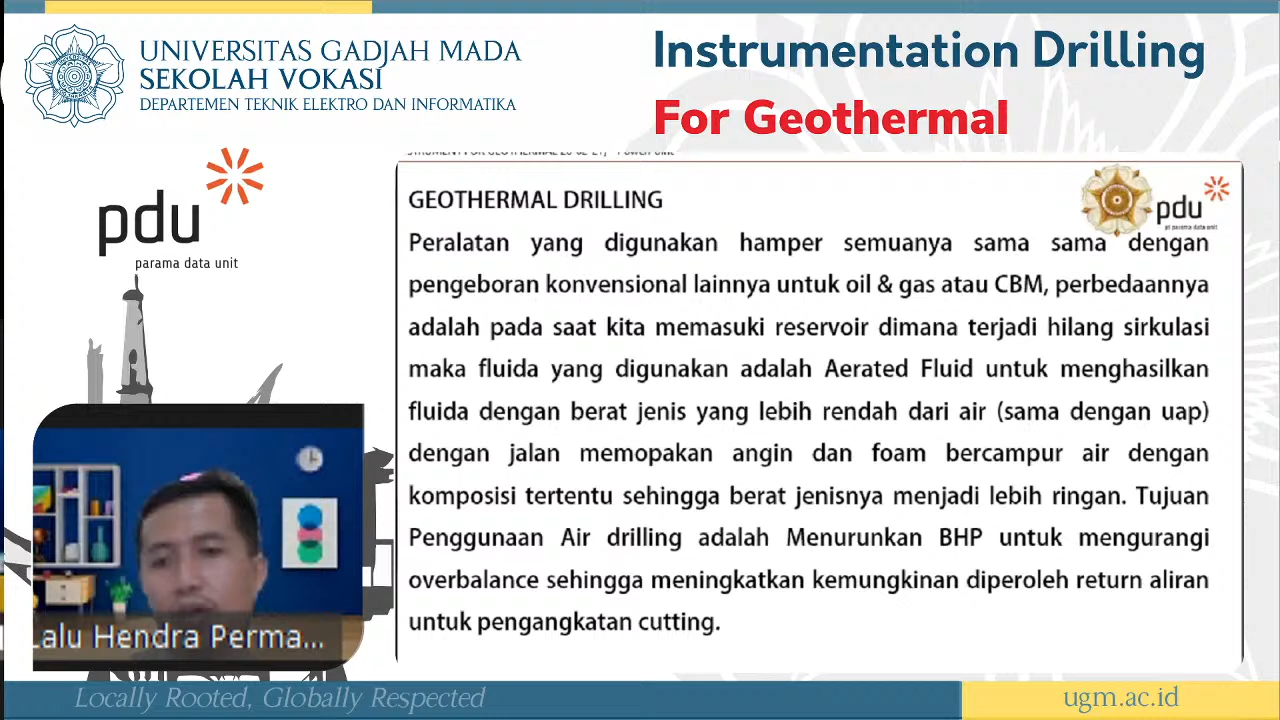 UNIVERSITAS GADJAH MADA
SEKOLAH VOKASI
DEPARTEMEN TEKNIK ELEKTRO DAN INFORMATIKA
Instrumentation Drilling
For Geothermal
pdu
parama data unit
GEOTHERMAL DRILLING
pdu
pt parama data unit
Peralatan yang digunakan hamper semuanya sama sama dengan
pengeboran konvensional lainnya untuk oil & gas atau CBM, perbedaannya
adalah pada saat kita memasuki reservoir dimana terjadi hilang sirkulasi
maka fluida yang digunakan adalah Aerated Fluid untuk menghasilkan
fluida dengan berat jenis yang lebih rendah dari air (sama dengan uap)
dengan jalan memopakan angin dan foam bercampur air dengan
komposisi tertentu sehingga berat jenisnya menjadi lebih ringan. Tujuan
Penggunaan Air drilling adalah Menurunkan BHP untuk mengurangi
overbalance sehingga meningkatkan kemungkinan diperoleh return aliran
untuk pengangkatan cutting.
Lalu Hendra Perma...
Locally Rooted, Globally Respected
ugm.ac.id